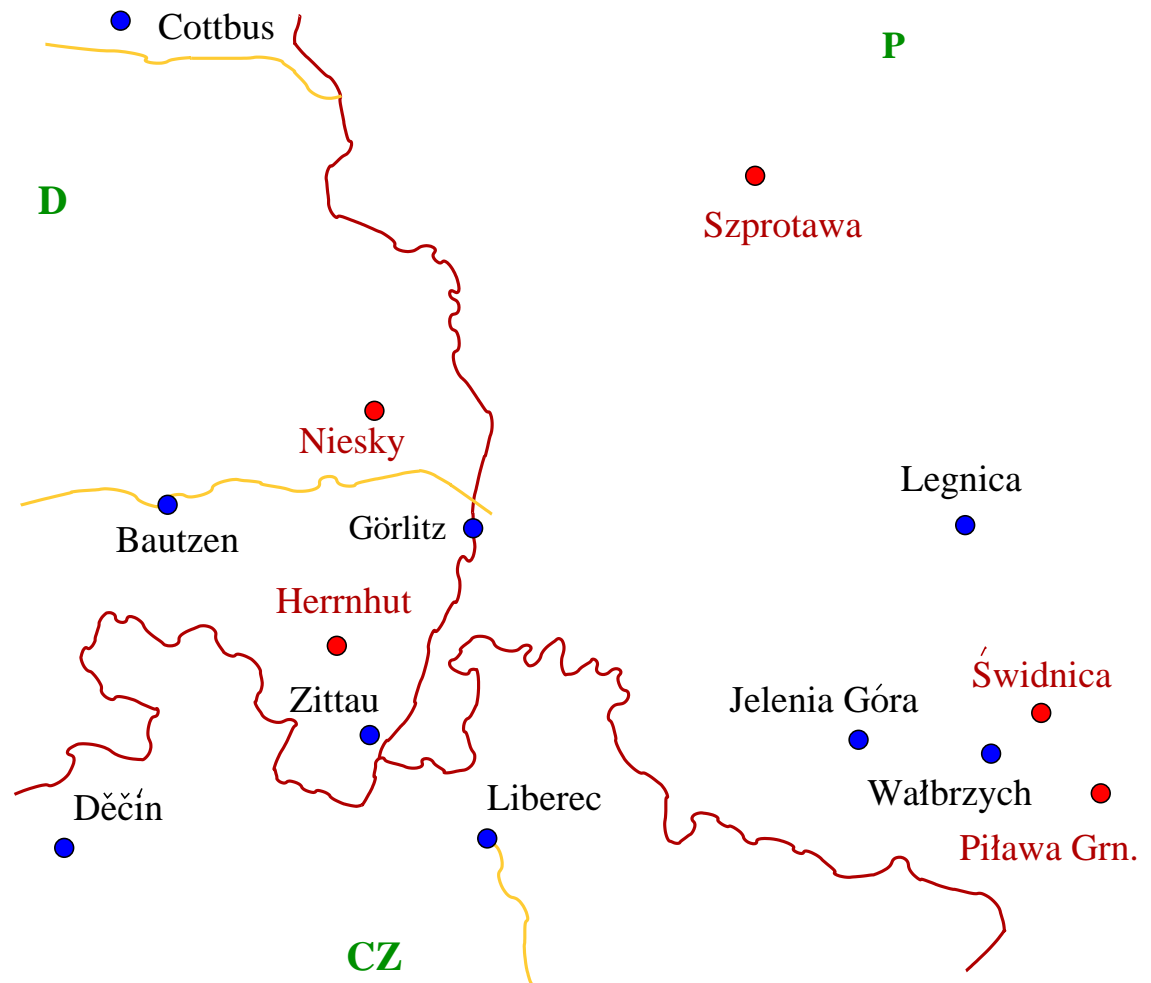 Cottbus
P
D
Szprotawa
Niesky
Legnica
Görlitz
Bautzen
Herrnhut
Świdnica
Zittau
Jelenia Góra
Wałbrzych
Liberec
Děčín
Piława Grn.
CZ